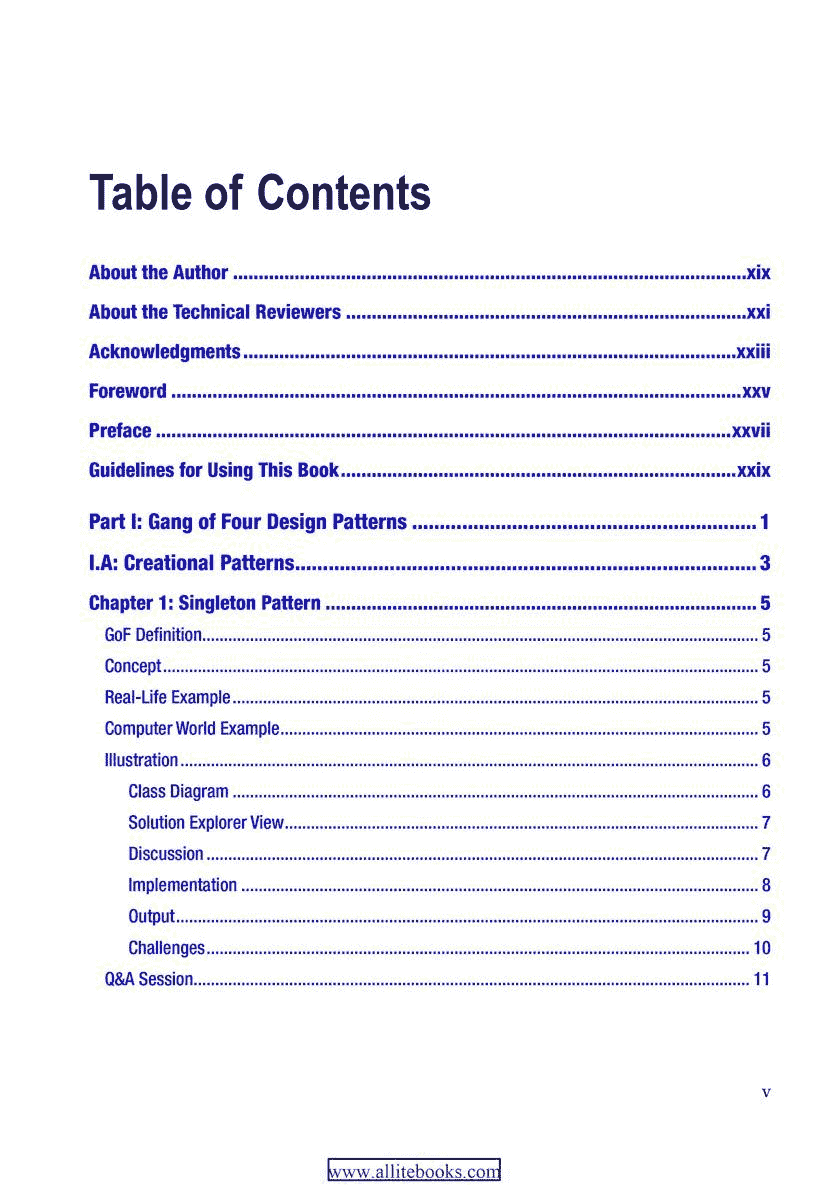 Table of Contents
About the Author ....................................................................................................xix
About the Technical Reviewers ..............................................................................xxi
Acknowledgments................................................................................................xxiii
Foreword ...............................................................................................................xxv
Preface ................................................................................................................xxvii
Guidelines for Using This Book.............................................................................xxix
Part I: Gang of Four Design Patterns .............................................................. 1
I.A: Creational Patterns.................................................................................... 3
Chapter 1: Singleton Pattern .................................................................................... 5
GoF Definition................................................................................................................................ 5
Concept.......................................................................................................................................... 5
Real-Life Example......................................................................................................................... 5
Computer World Example.............................................................................................................. 5
Illustration..................................................................................................................................... 6
Class Diagram ......................................................................................................................... 6
Solution Explorer View............................................................................................................. 7
Discussion ............................................................................................................................... 7
Implementation ....................................................................................................................... 8
Output...................................................................................................................................... 9
Challenges............................................................................................................................. 10
Q&A Session................................................................................................................................ 11
v
www.allitebooks.com